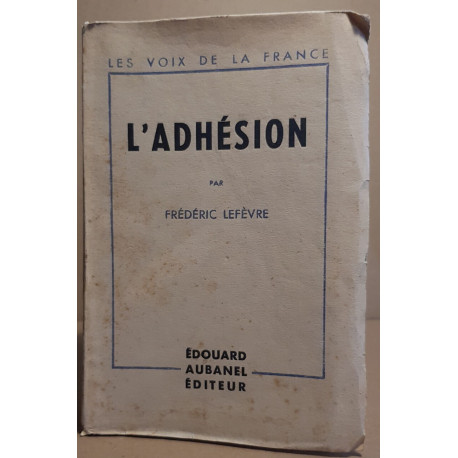 LES VOIX DE LA FRANCE
L'ADHÉSION
PAR
FRÉDÉRIC LEFÈVRE
ÉDOUARD
AUBANEL
ÉDITEUR